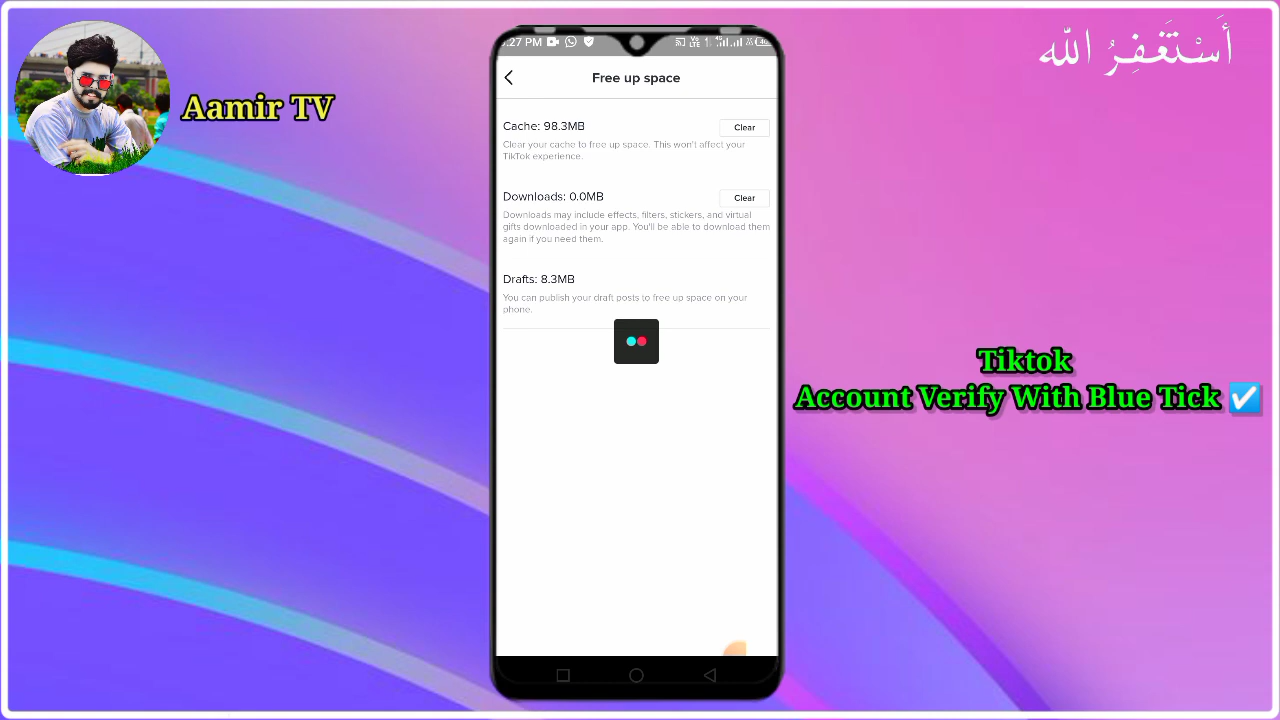 أَسْتَغْفِرُ اللّٰه
Aamir TV
:27 PM
Free up space
Cache: 98.3MB
Clear
Clear your cache to free up space. This won't affect your
TikTok experience.
Downloads: 0.0MB
Clear
Downloads may include effects, filters, stickers, and virtual
gifts downloaded in your app. You'll be able to download them
again if you need them.
Drafts: 8.3MB
You can publish your draft posts to free up space on your
phone.
Tiktok
Account Verify With Blue Tick ☑️